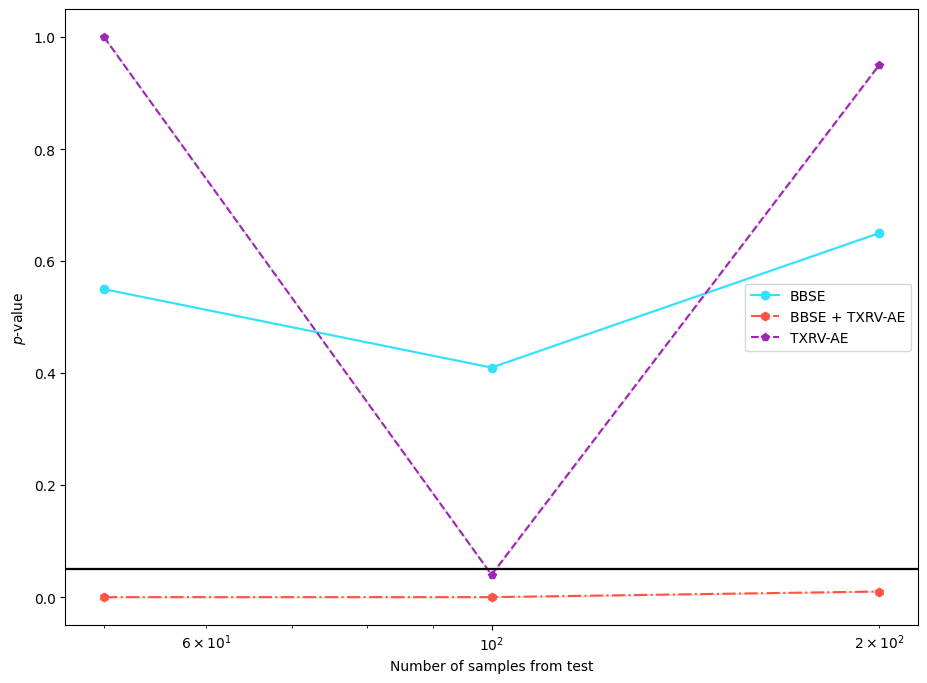 1.0
0.8
0.6
0.4
0.2
0.0
p-value
BBSE
BBSE + TXRV-AE
TXRV-AE
6 × 10¹
10²
2 × 10²
Number of samples from test